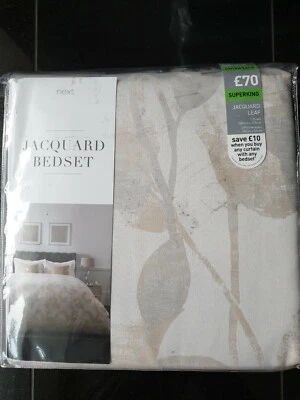 next
JACQUARD
BEDSET
£70
SUPERKING
JACQUARD
LEAF
save £10
when you buy
any curtain
with any
bedset*